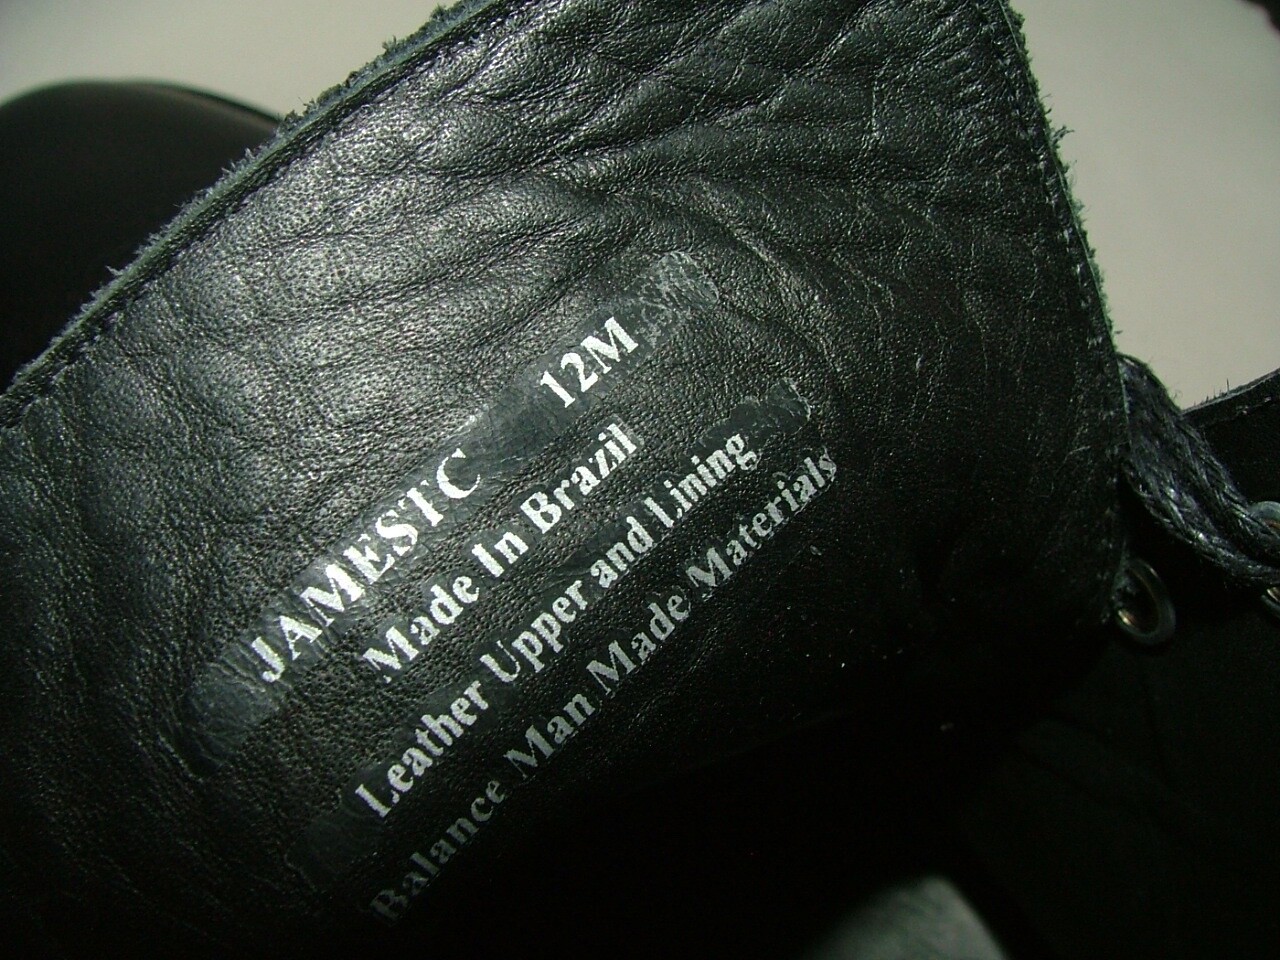 JAMESTC 12M
Made In Brazil
Leather Upper and Lining
Balance Man Made Materials